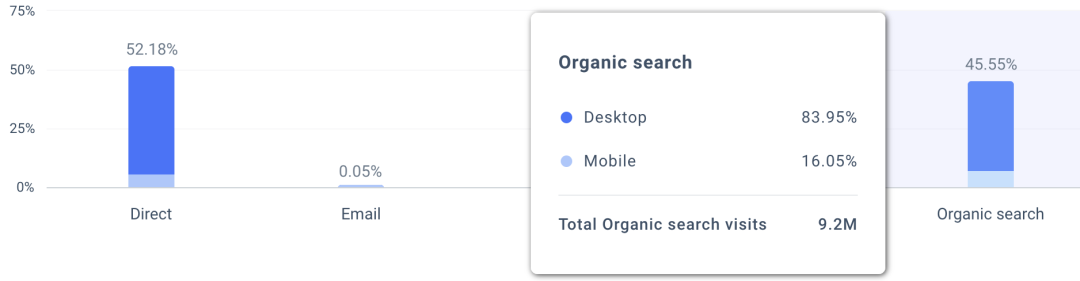 75%
50%
25%
0%
52.18%
0.05%
45.55%
Direct
Email
Organic search
Organic search
Desktop 83.95%
Mobile 16.05%
Total Organic search visits 9.2M